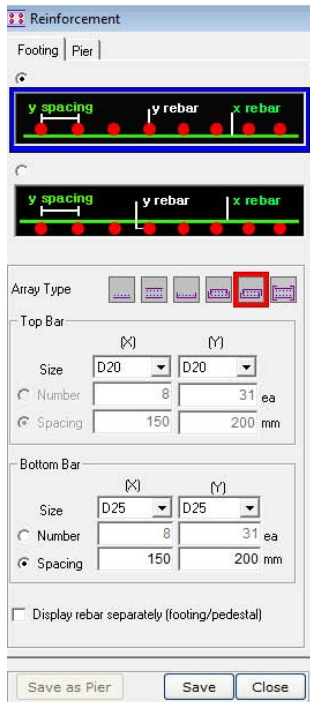 Reinforcement
Footing Pier
y spacing y rebar x rebar
y spacing y rebar x rebar
Array Type
Top Bar
(X) (Y)
Size D20 D20
Number 8 31 ea
Spacing 150 200 mm
Bottom Bar
(X) (Y)
Size D25 D25
Number 8 31 ea
Spacing 150 200 mm
Display rebar separately (footing/pedestal)
Save as Pier Save Close